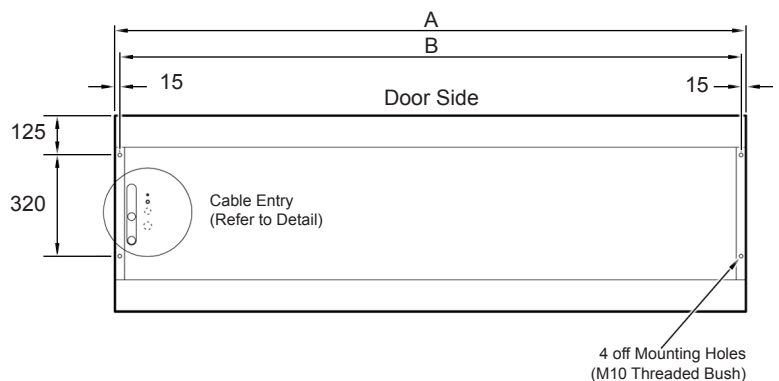 A
B
15
15
Door Side
125
320
Cable Entry
(Refer to Detail)
4 off Mounting Holes
(M10 Threaded Bush)